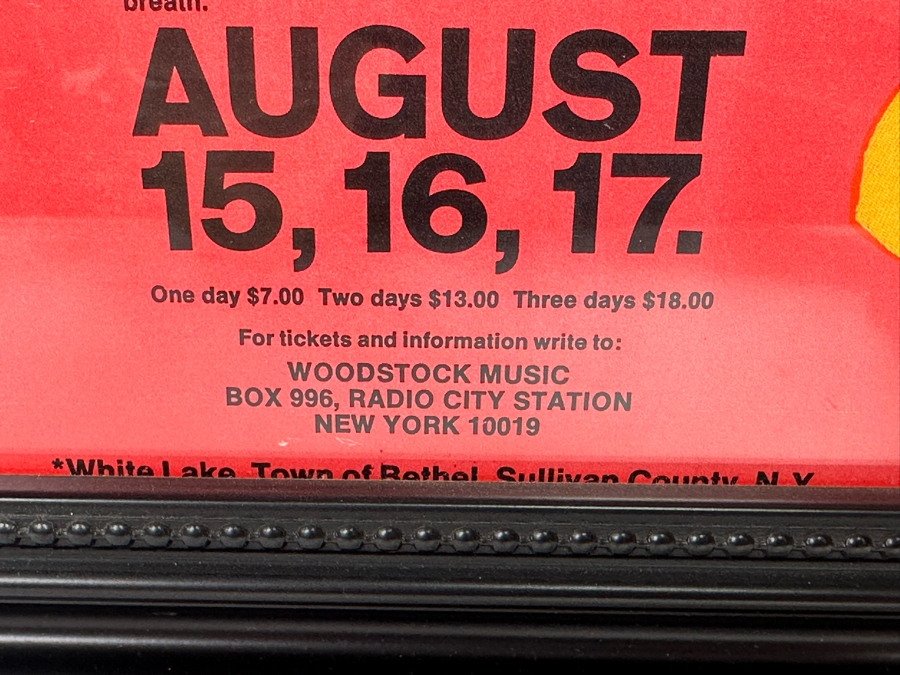 breath.
AUGUST
15, 16, 17.
One day $7.00 Two days $13.00 Three days $18.00
For tickets and information write to:
WOODSTOCK MUSIC
BOX 996, RADIO CITY STATION
NEW YORK 10019
*White Lake, Town of Bethel, Sullivan County, N.Y.